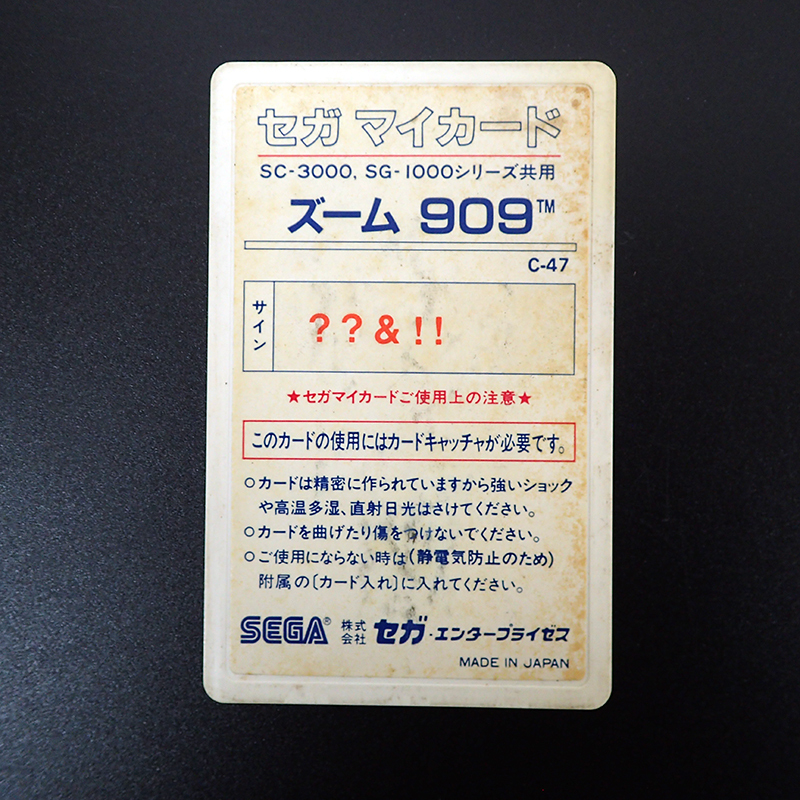 セガ マイカード
SC-3000, SG-1000シリーズ共用
ズーム 909™
C-47
サイン
??&!!
★セガマイカードご使用上の注意★
このカードの使用にはカードキャッチャが必要です。
○カードは精密に作られていますから強いショック
や高温多湿、直射日光はさけてください。
○カードを曲げたり傷をつけないでください。
○ご使用にならない時は(静電気防止のため)
附属の〔カード入れ〕に入れてください。
SEGA® 株式会社 セガ・エンタープライゼス
MADE IN JAPAN